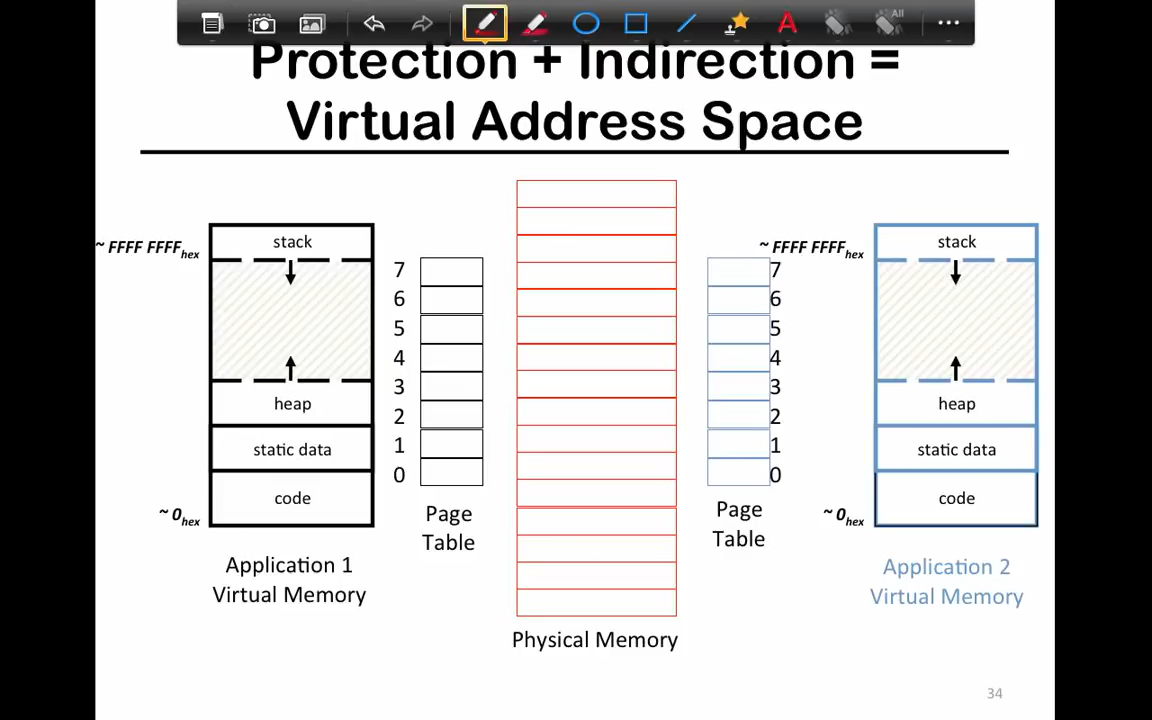 All
A
Protection + Indirection =
Virtual Address Space
~ FFFF FFFFhex
stack
heap
static data
code
~ 0hex
Application 1
Virtual Memory
7
6
5
4
3
2
1
0
Page
Table
Physical Memory
7
6
5
4
3
2
1
0
Page
Table
~ FFFF FFFFhex
stack
heap
static data
code
~ 0hex
Application 2
Virtual Memory
34